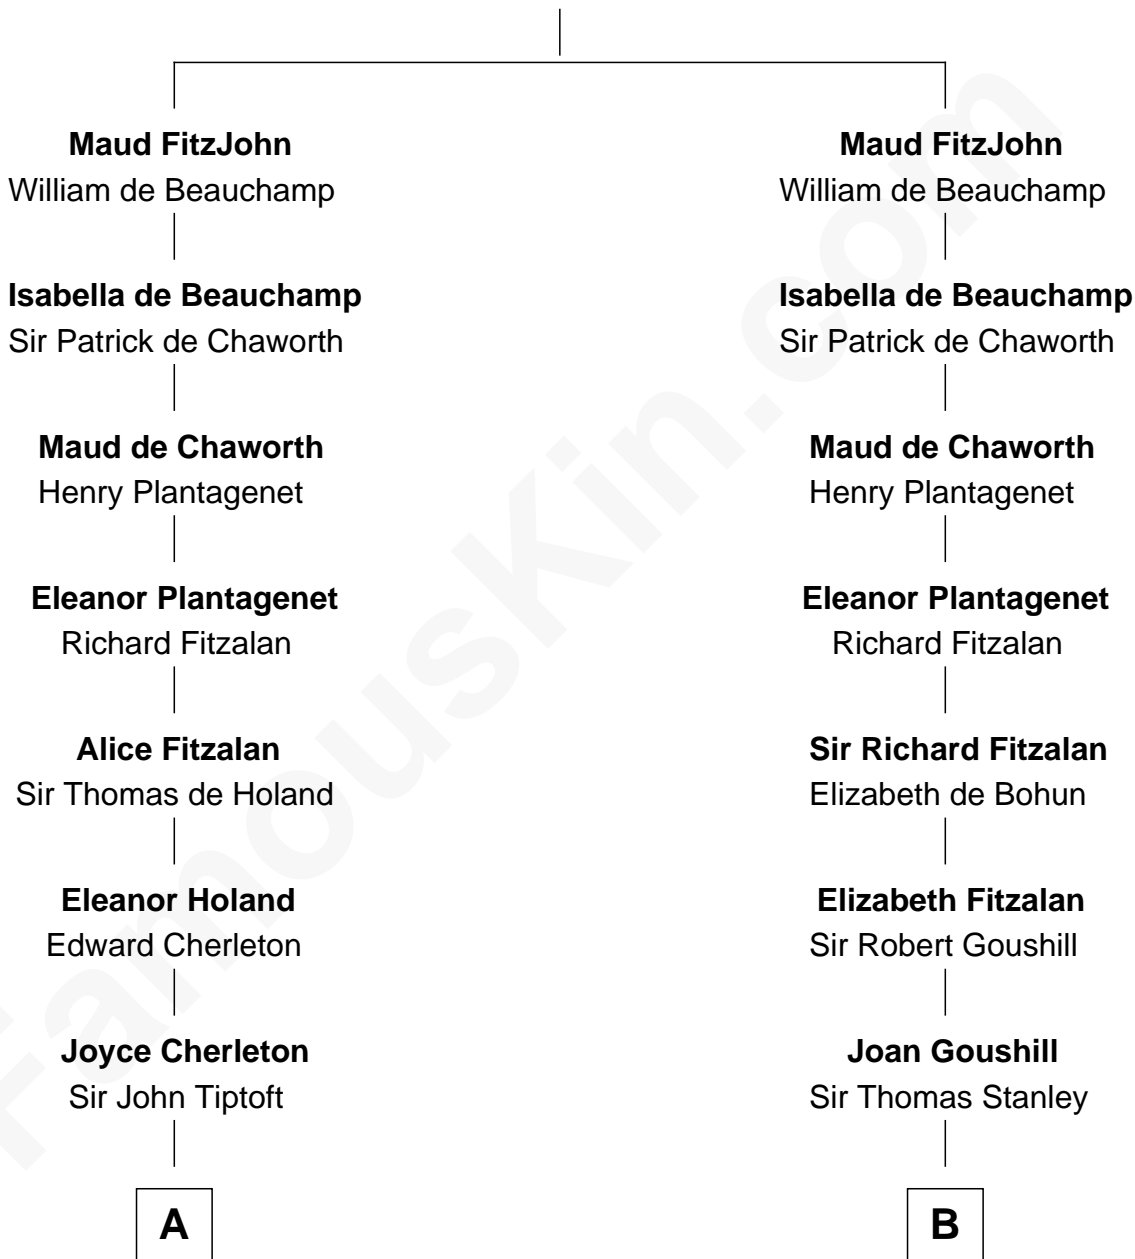 Maud FitzJohn
William de Beauchamp
Isabella de Beauchamp
Sir Patrick de Chaworth
Maud de Chaworth
Henry Plantagenet
Eleanor Plantagenet
Richard Fitzalan
Alice Fitzalan
Sir Thomas de Holand
Eleanor Holand
Edward Cherleton
Joyce Cherleton
Sir John Tiptoft
A
Maud FitzJohn
William de Beauchamp
Isabella de Beauchamp
Sir Patrick de Chaworth
Maud de Chaworth
Henry Plantagenet
Eleanor Plantagenet
Richard Fitzalan
Sir Richard Fitzalan
Elizabeth de Bohun
Elizabeth Fitzalan
Sir Robert Goushill
Joan Goushill
Sir Thomas Stanley
B
FamousKin.com